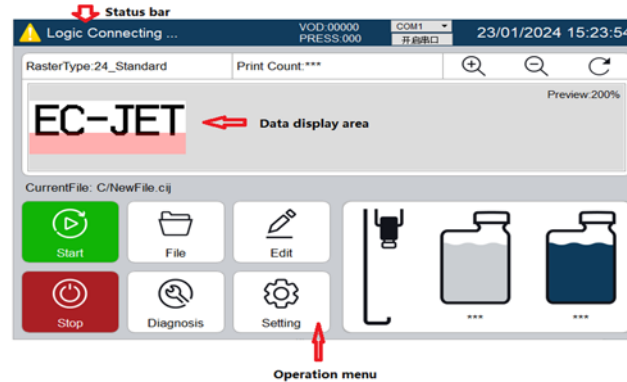 Status bar
Logic Connecting ...
VOD:00000
PRESS:000
COM1
开启串口
23/01/2024 15:23:54
RasterType:24_Standard
Print Count:***
Preview:200%
EC-JET
Data display area
CurrentFile: C/NewFile.cij
Start
File
Edit
Stop
Diagnosis
Setting
***
***
Operation menu